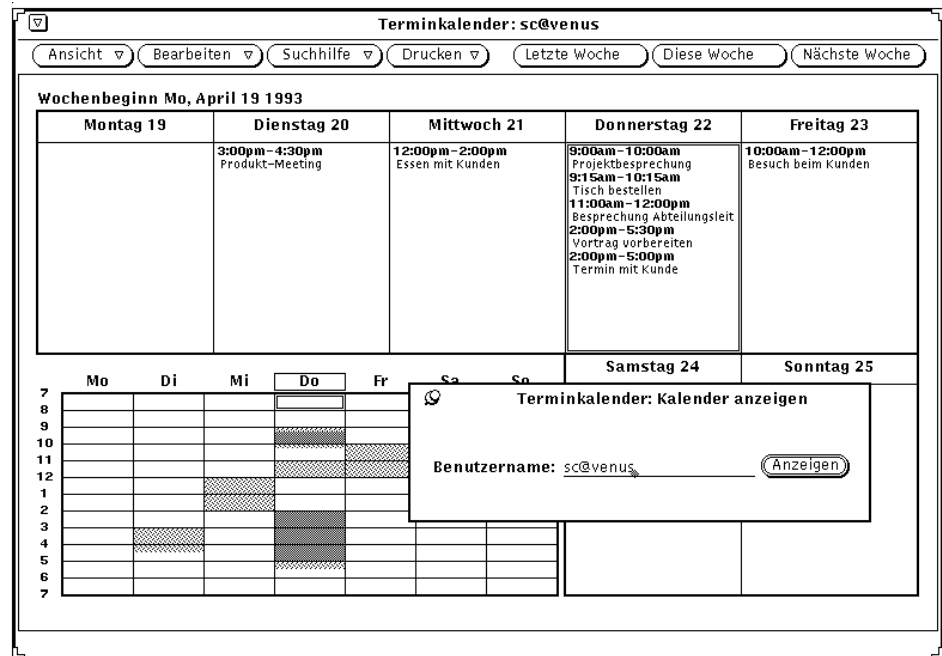 Terminkalender: sc@venus
Ansicht Bearbeiten Suchhilfe Drucken Letzte Woche Diese Woche Nächste Woche
Wochenbeginn Mo, April 19 1993
Montag 19 Dienstag 20 Mittwoch 21 Donnerstag 22 Freitag 23
3:00pm-4:30pm
Produkt-Meeting
12:00pm-2:00pm
Essen mit Kunden
9:00am-10:00am
Projektbesprechung
9:15am-10:15am
Tisch bestellen
11:00am-12:00pm
Besprechung Abteilungsleit
2:00pm-5:30pm
Vortrag vorbereiten
2:00pm-5:00pm
Termin mit Kunde
10:00am-12:00pm
Besuch beim Kunden
Samstag 24 Sonntag 25
Mo Di Mi Do Fr Sa So
7
8
9
10
11
12
1
2
3
4
5
6
7
Terminkalender: Kalender anzeigen
Benutzername: sc@venus Anzeigen